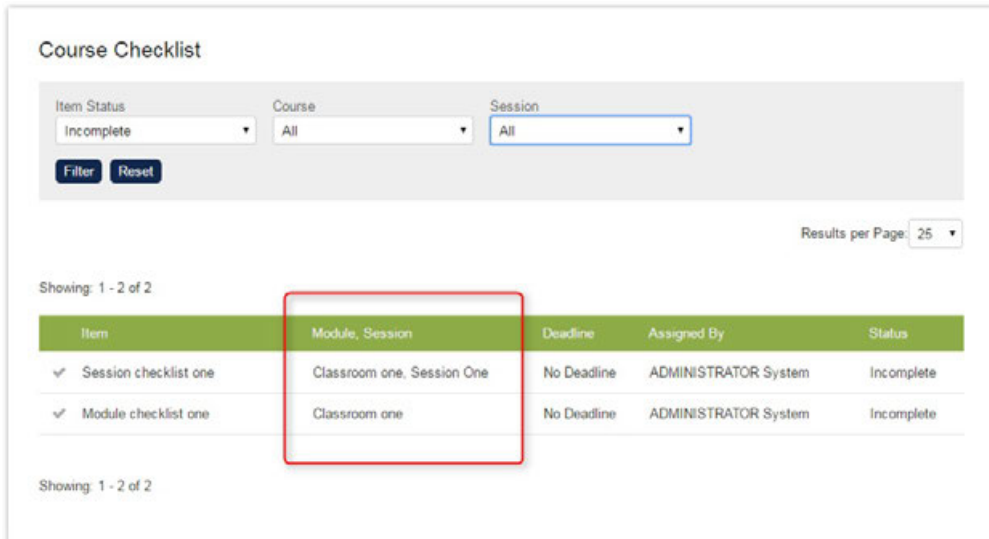 Course Checklist
Item Status Course Session
Incomplete All All
Filter Reset
Results per Page: 25
Showing: 1 - 2 of 2
Item Module, Session Deadline Assigned By Status
Session checklist one Classroom one, Session One No Deadline ADMINISTRATOR System Incomplete
Module checklist one Classroom one No Deadline ADMINISTRATOR System Incomplete
Showing: 1 - 2 of 2